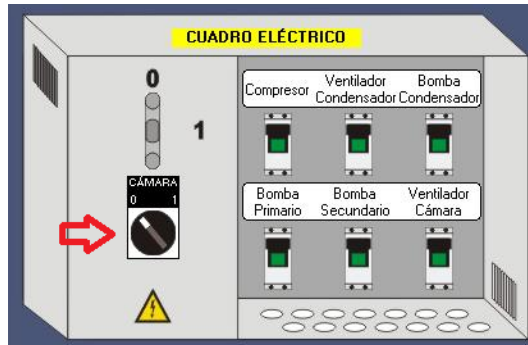 CUADRO ELÉCTRICO
0
1
CÁMARA
0 1
Compresor
Ventilador
Condensador
Bomba
Condensador
Bomba
Primario
Bomba
Secundario
Ventilador
Cámara